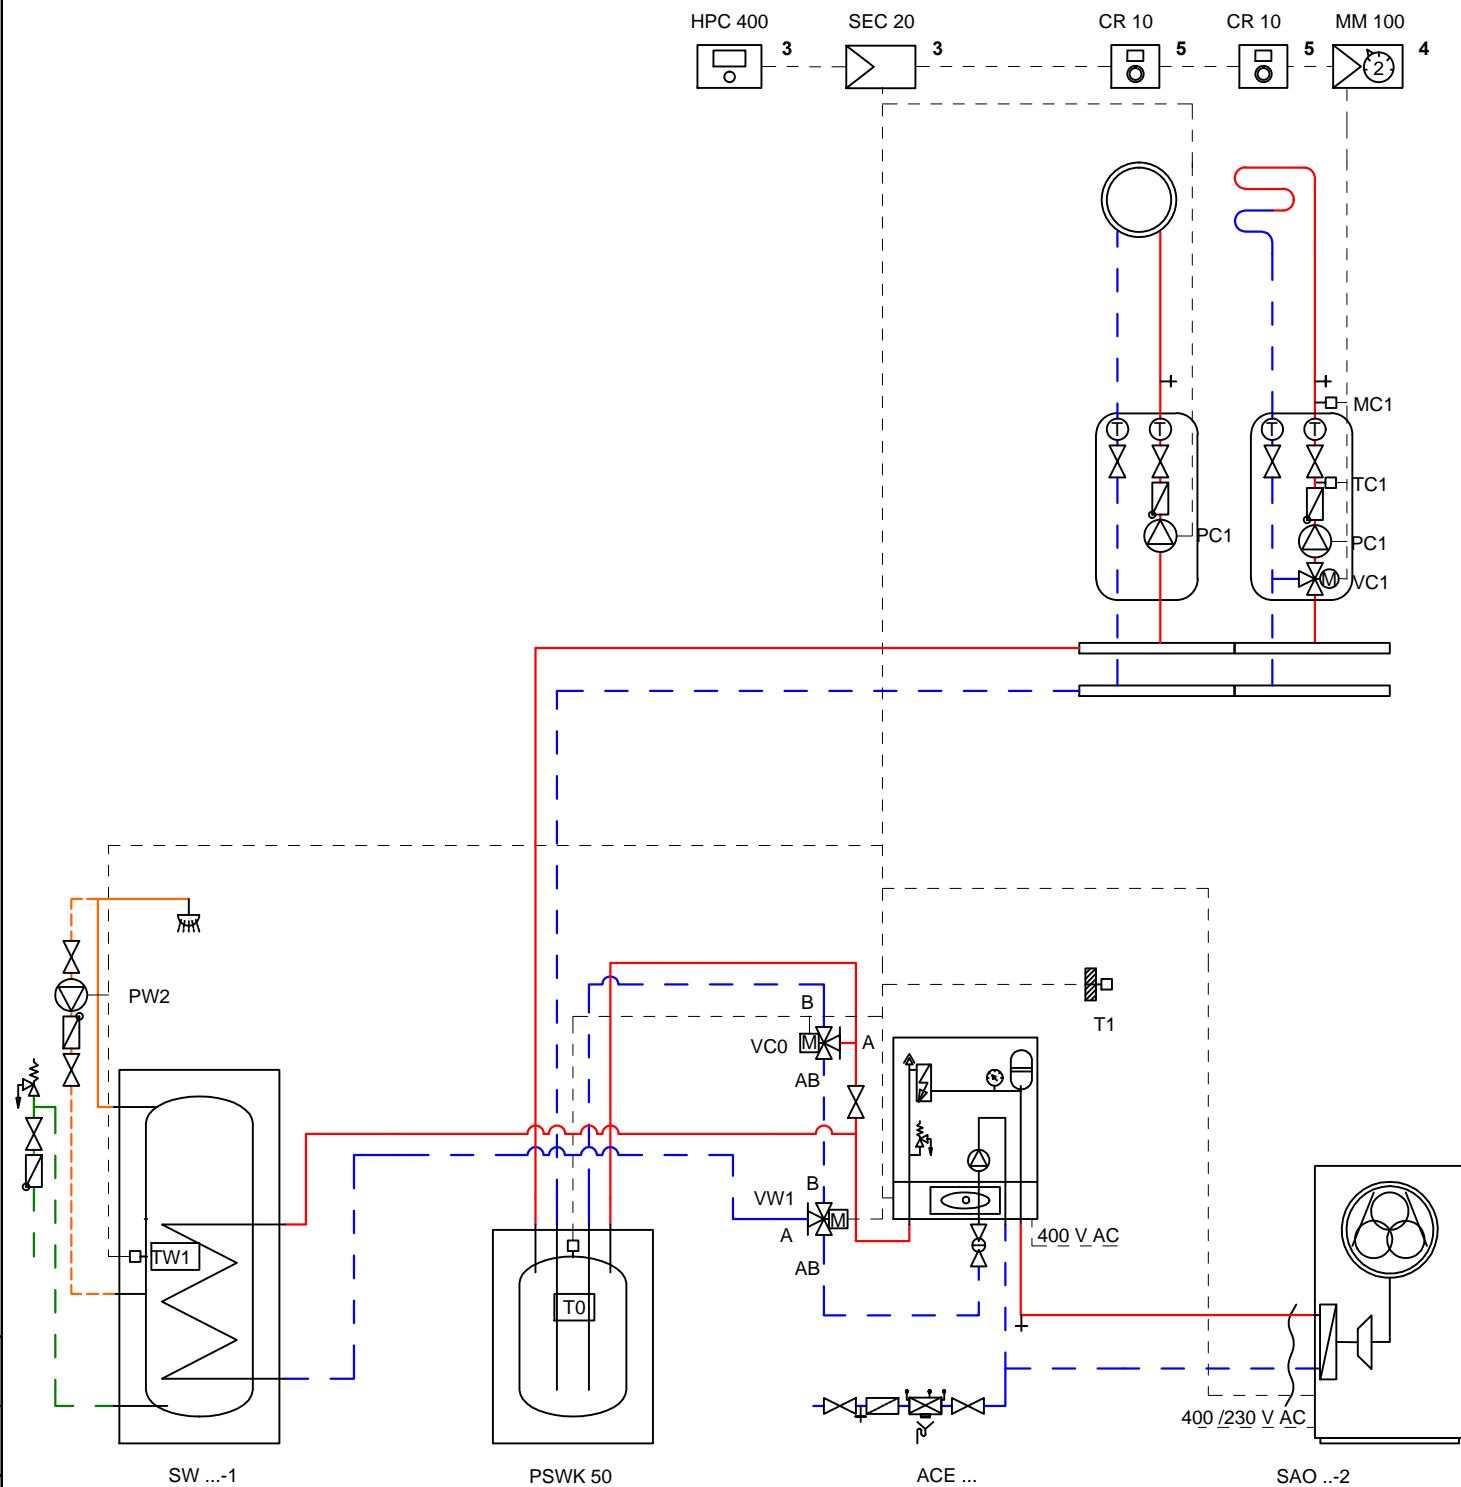 HPC 400 SEC 20 CR 10 CR 10 MM 100
3 3 5 5 4
2
MC1
T T T T
TC1
PC1 PC1
M VC1
PW2
B T1
VC0 M A
AB
B
VW1 M
A
400 V AC
TW1
AB
T0
400 /230 V AC
SW ...-1 PSWK 50 ACE ... SAO ..-2